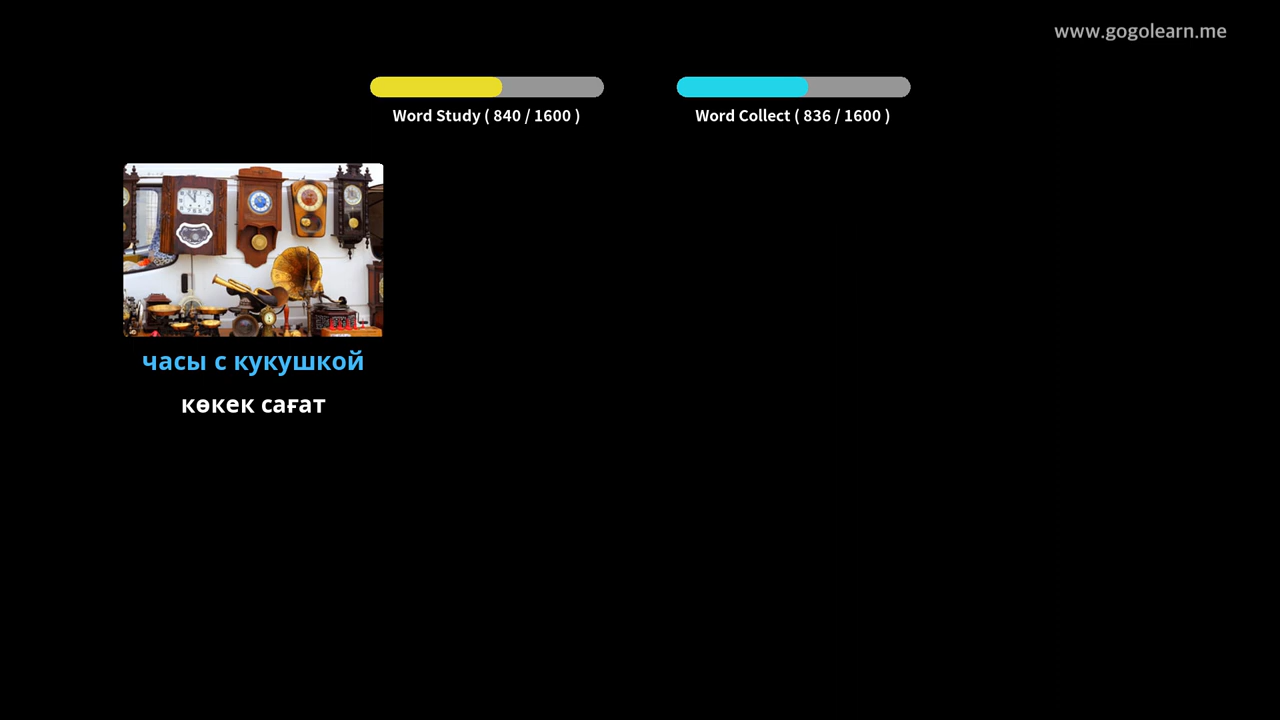 www.gogolearn.me
Word Study ( 840 / 1600 )
Word Collect ( 836 / 1600 )
часы с кукушкой
көкек сағат